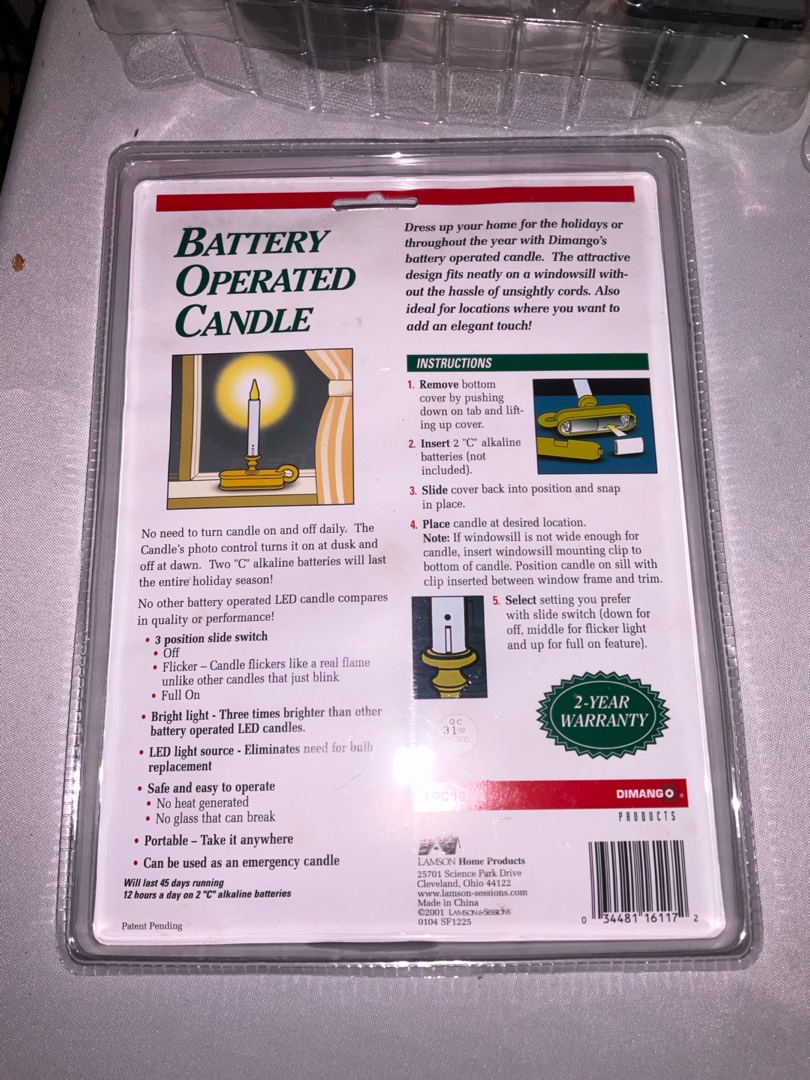 BATTERY
OPERATED
CANDLE
No need to turn candle on and off daily. The
Candle's photo control turns it on at dusk and
off at dawn. Two "C" alkaline batteries will last
the entire holiday season!
No other battery operated LED candle compares
in quality or performance!
• 3 position slide switch
• Off
• Flicker – Candle flickers like a real flame
unlike other candles that just blink
• Full On
• Bright light - Three times brighter than other
battery operated LED candles.
• LED light source - Eliminates need for bulb
replacement
• Safe and easy to operate
• No heat generated
• No glass that can break
• Portable – Take it anywhere
• Can be used as an emergency candle
Will last 45 days running
12 hours a day on 2 "C" alkaline batteries
Patent Pending
Dress up your home for the holidays or
throughout the year with Dimango's
battery operated candle. The attractive
design fits neatly on a windowsill with-
out the hassle of unsightly cords. Also
ideal for locations where you want to
add an elegant touch!
INSTRUCTIONS
1. Remove bottom
cover by pushing
down on tab and lift-
ing up cover.
2. Insert 2 "C" alkaline
batteries (not
included).
3. Slide cover back into position and snap
in place.
4. Place candle at desired location.
Note: If windowsill is not wide enough for
candle, insert windowsill mounting clip to
bottom of candle. Position candle on sill with
clip inserted between window frame and trim.
5. Select setting you prefer
with slide switch (down for
off, middle for flicker light
and up for full on feature).
2-YEAR
WARRANTY
DIMANGO
PRODUCTS
LAMSON Home Products
25701 Science Park Drive
Cleveland, Ohio 44122
www.lamson-sessions.com
Made in China
©2001 LAMSON & SESSIONS
0104 SF1225
0 34481 16117 2